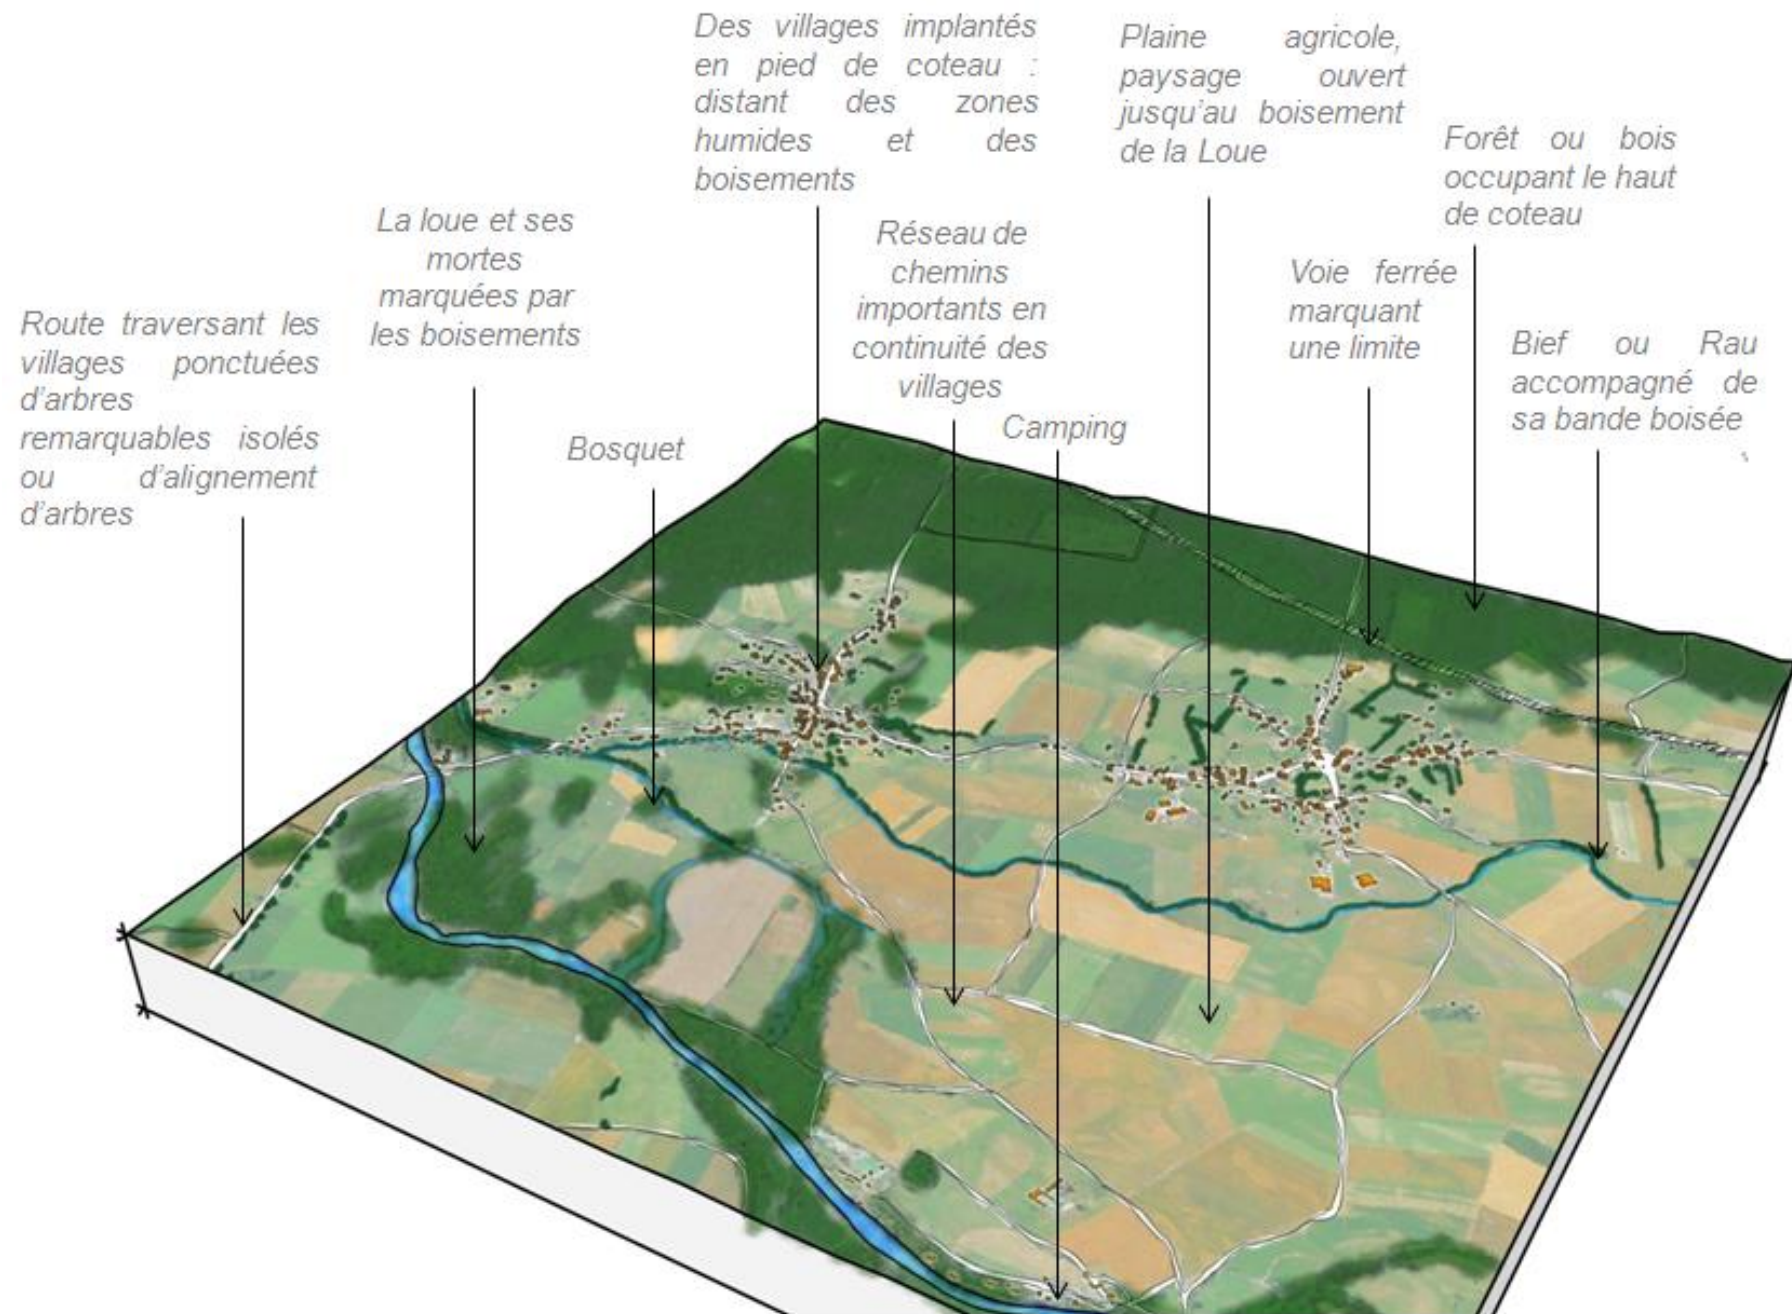 Des villages implantés
en pied de coteau :
distant des zones
humides et des
boisements
Plaine agricole,
paysage ouvert
jusqu'au boisement
de la Loue
Forêt ou bois
occupant le haut
de coteau
La loue et ses
mortes
marquées par
les boisements
Réseau de
chemins
importants en
continuité des
villages
Voie ferrée
marquant
une limite
Route traversant les
villages ponctuées
d'arbres
remarquables isolés
ou d'alignement
d'arbres
Bief ou Rau
accompagné de
sa bande boisée
Bosquet
Camping